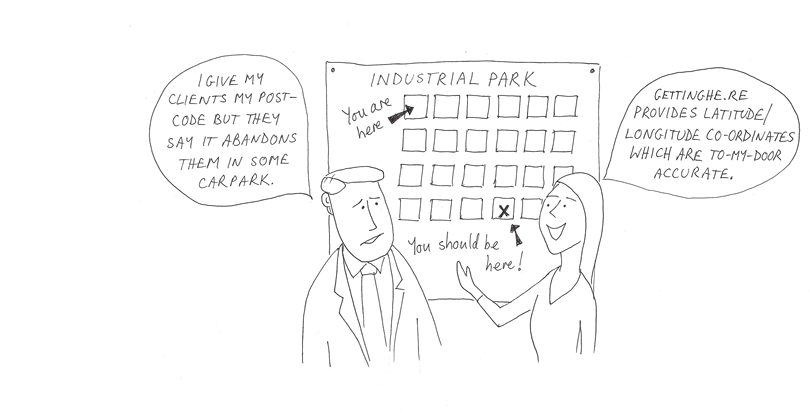 I GIVE MY
CLIENTS MY POST-
CODE BUT THEY
SAY IT ABANDONS
THEM IN SOME
CARPARK.
INDUSTRIAL PARK
You are
here
X
You should be
here!
GETTINGHE.RE
PROVIDES LATITUDE/
LONGITUDE CO-ORDINATES
WHICH ARE TO-MY-DOOR
ACCURATE.